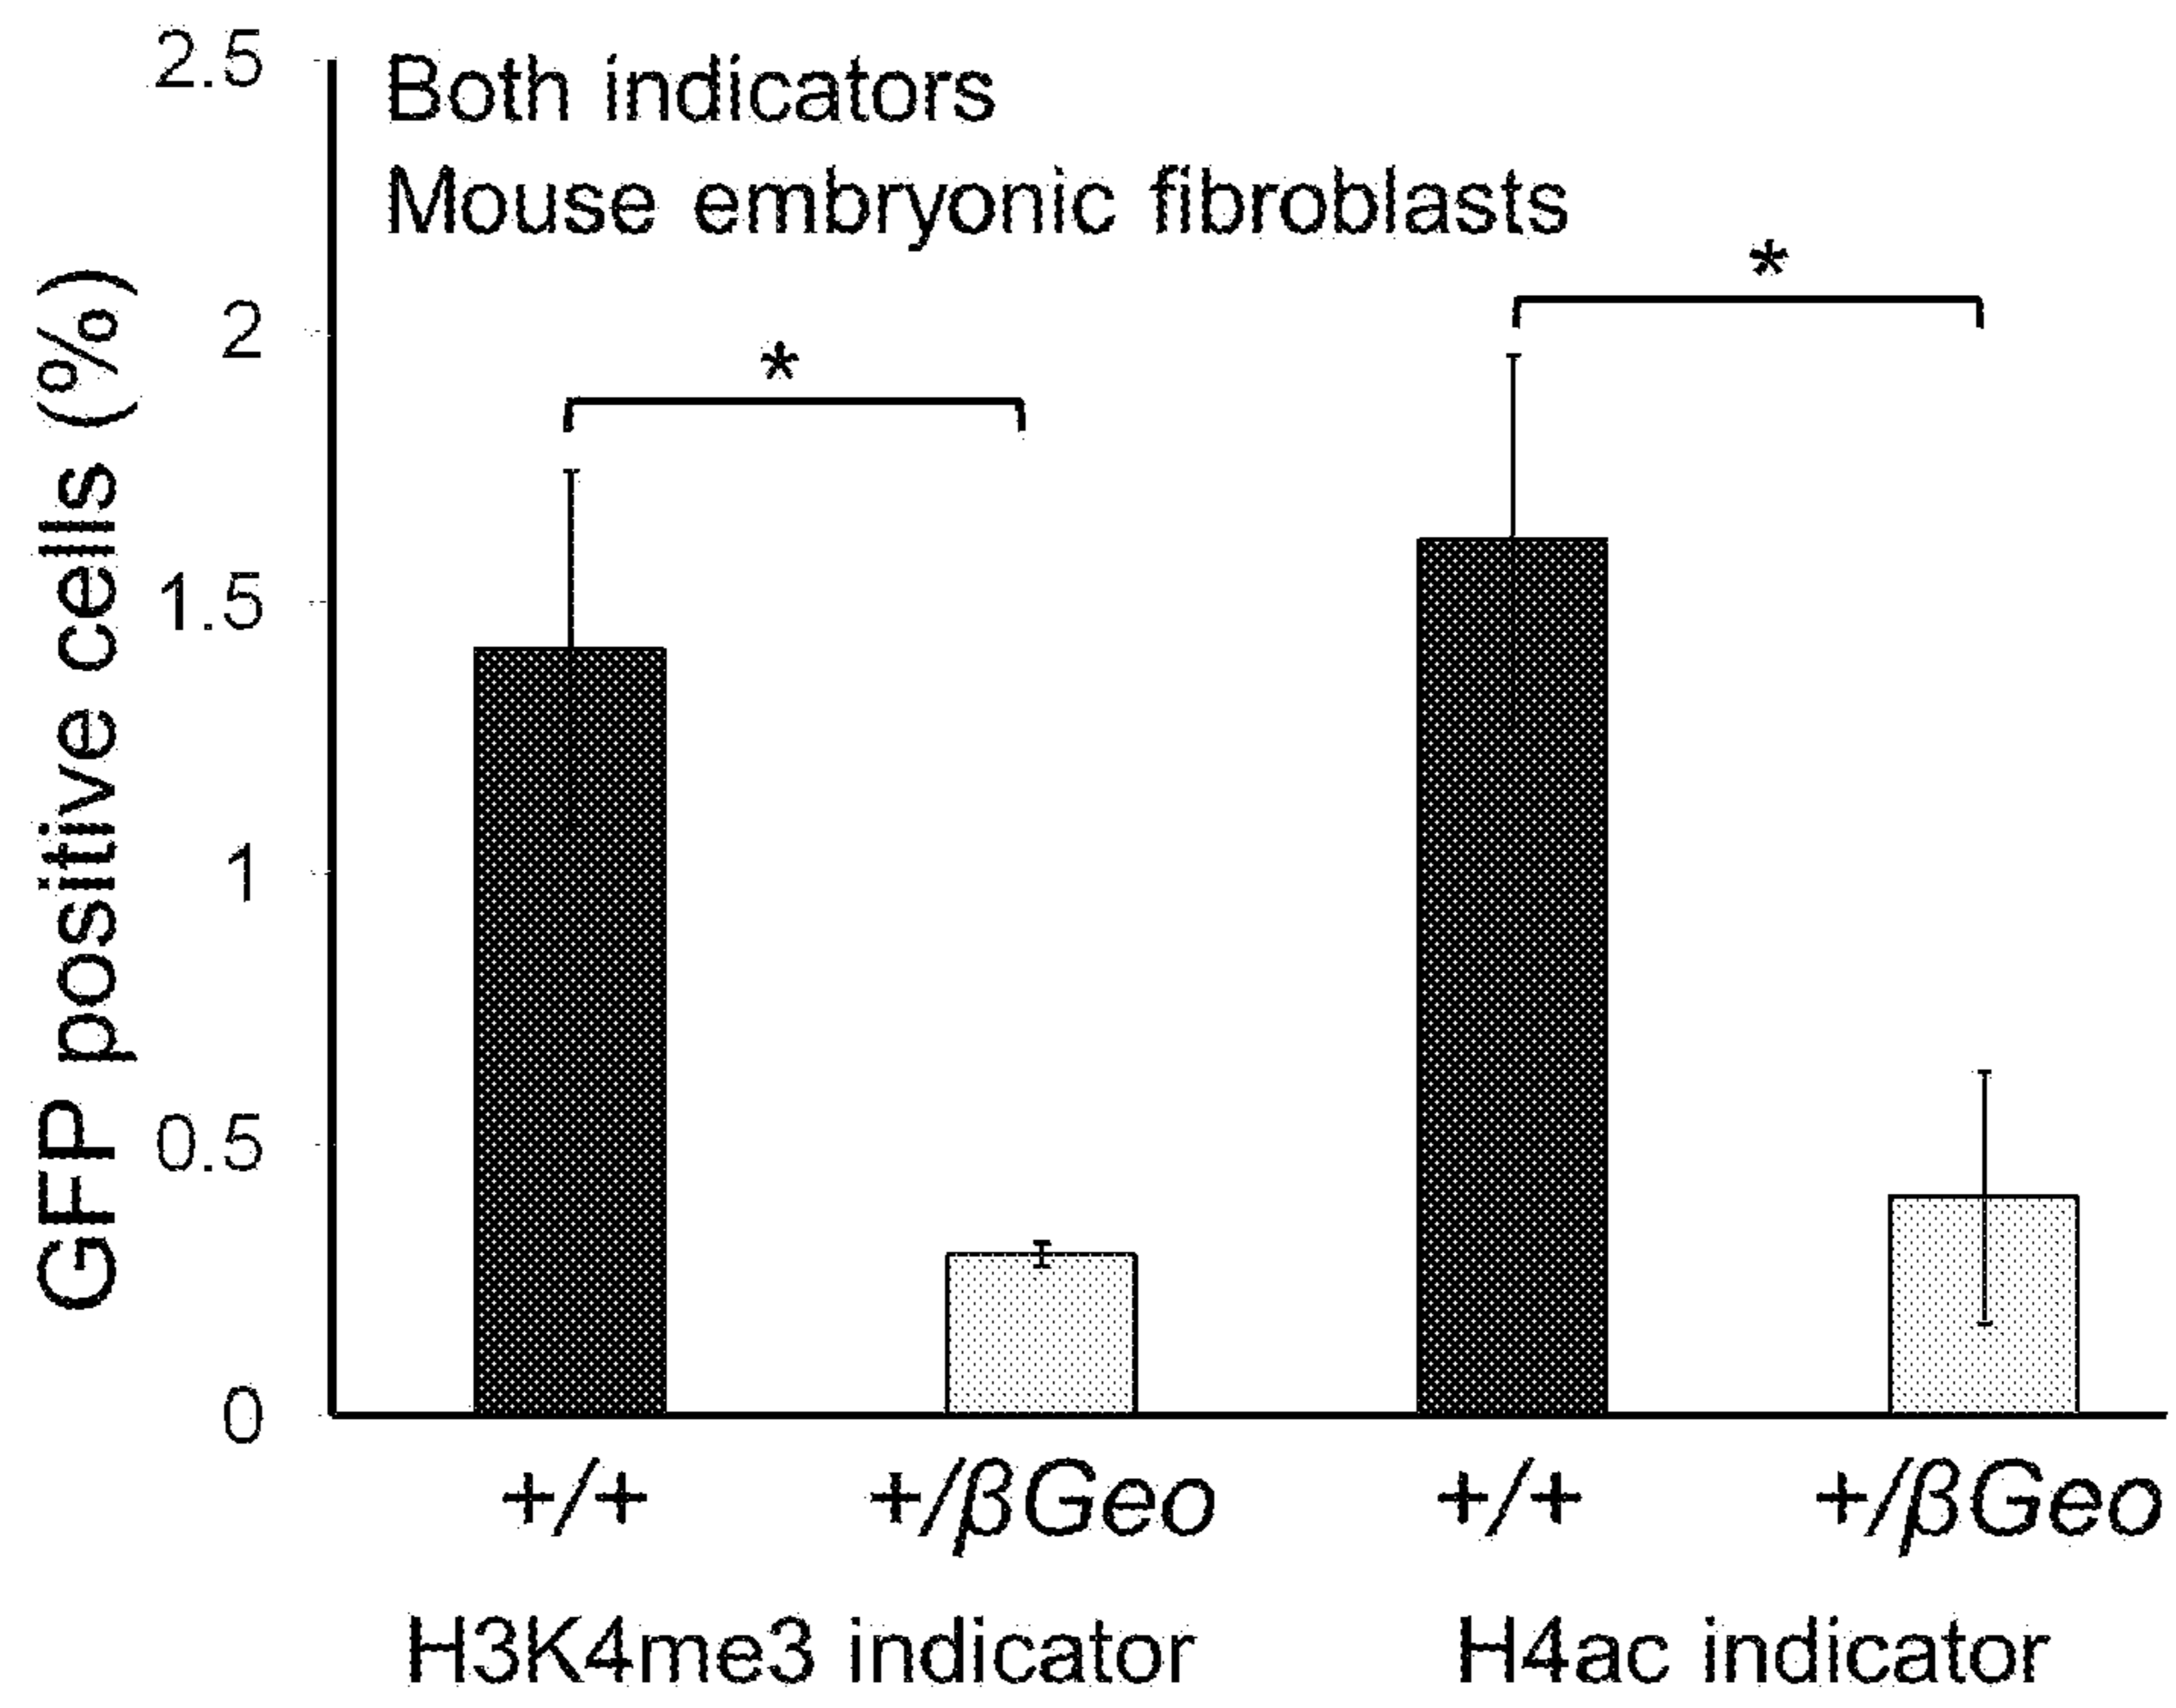 2.5
Both indicators
Mouse embryonic fibroblasts
*
2
*
1.5
1
0.5
0
GFP positive cells (%)
+/+ +/βGeo +/+ +/βGeo
H3K4me3 indicator H4ac indicator